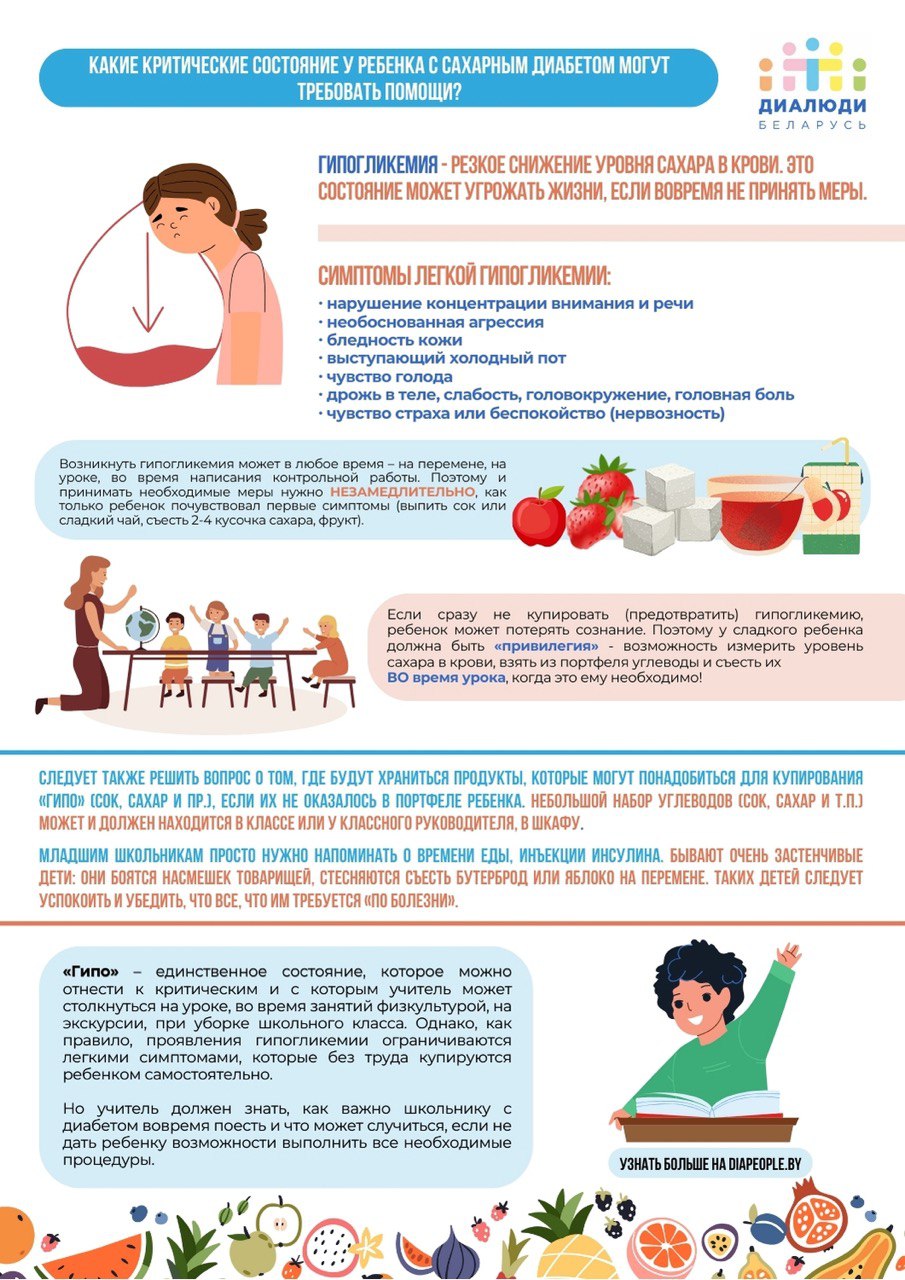 КАКИЕ КРИТИЧЕСКИЕ СОСТОЯНИЕ У РЕБЕНКА С САХАРНЫМ ДИАБЕТОМ МОГУТ
ТРЕБОВАТЬ ПОМОЩИ?
ДИАЛЮДИ
БЕЛАРУСЬ
ГИПОГЛИКЕМИЯ - РЕЗКОЕ СНИЖЕНИЕ УРОВНЯ САХАРА В КРОВИ. ЭТО
СОСТОЯНИЕ МОЖЕТ УГРОЖАТЬ ЖИЗНИ, ЕСЛИ ВОВРЕМЯ НЕ ПРИНЯТЬ МЕРЫ.
СИМПТОМЫ ЛЕГКОЙ ГИПОГЛИКЕМИИ:
· нарушение концентрации внимания и речи
· необоснованная агрессия
· бледность кожи
· выступающий холодный пот
· чувство голода
· дрожь в теле, слабость, головокружение, головная боль
· чувство страха или беспокойство (нервозность)
Возникнуть гипогликемия может в любое время – на перемене, на
уроке, во время написания контрольной работы. Поэтому и
принимать необходимые меры нужно НЕЗАМЕДЛИТЕЛЬНО, как
только ребенок почувствовал первые симптомы (выпить сок или
сладкий чай, съесть 2-4 кусочка сахара, фрукт).
Если сразу не купировать (предотвратить) гипогликемию,
ребенок может потерять сознание. Поэтому у сладкого ребенка
должна быть «привилегия» - возможность измерить уровень
сахара в крови, взять из портфеля углеводы и съесть их
ВО время урока, когда это ему необходимо!
СЛЕДУЕТ ТАКЖЕ РЕШИТЬ ВОПРОС О ТОМ, ГДЕ БУДУТ ХРАНИТЬСЯ ПРОДУКТЫ, КОТОРЫЕ МОГУТ ПОНАДОБИТЬСЯ ДЛЯ КУПИРОВАНИЯ
«ГИПО» (СОК, САХАР И ПР.), ЕСЛИ ИХ НЕ ОКАЗАЛОСЬ В ПОРТФЕЛЕ РЕБЕНКА. НЕБОЛЬШОЙ НАБОР УГЛЕВОДОВ (СОК, САХАР И Т.П.)
МОЖЕТ И ДОЛЖЕН НАХОДИТСЯ В КЛАССЕ ИЛИ У КЛАССНОГО РУКОВОДИТЕЛЯ, В ШКАФУ.
МЛАДШИМ ШКОЛЬНИКАМ ПРОСТО НУЖНО НАПОМИНАТЬ О ВРЕМЕНИ ЕДЫ, ИНЪЕКЦИИ ИНСУЛИНА. БЫВАЮТ ОЧЕНЬ ЗАСТЕНЧИВЫЕ
ДЕТИ: ОНИ БОЯТСЯ НАСМЕШЕК ТОВАРИЩЕЙ, СТЕСНЯЮТСЯ СЪЕСТЬ БУТЕРБРОД ИЛИ ЯБЛОКО НА ПЕРЕМЕНЕ. ТАКИХ ДЕТЕЙ СЛЕДУЕТ
УСПОКОИТЬ И УБЕДИТЬ, ЧТО ВСЕ, ЧТО ИМ ТРЕБУЕТСЯ «ПО БОЛЕЗНИ».
«Гипо» – единственное состояние, которое можно
отнести к критическим и с которым учитель может
столкнуться на уроке, во время занятий физкультурой, на
экскурсии, при уборке школьного класса. Однако, как
правило, проявления гипогликемии ограничиваются
легкими симптомами, которые без труда купируются
ребенком самостоятельно.
Но учитель должен знать, как важно школьнику с
диабетом вовремя поесть и что может случиться, если не
дать ребенку возможности выполнить все необходимые
процедуры.
УЗНАТЬ БОЛЬШЕ НА DIAPEOPLE.BY